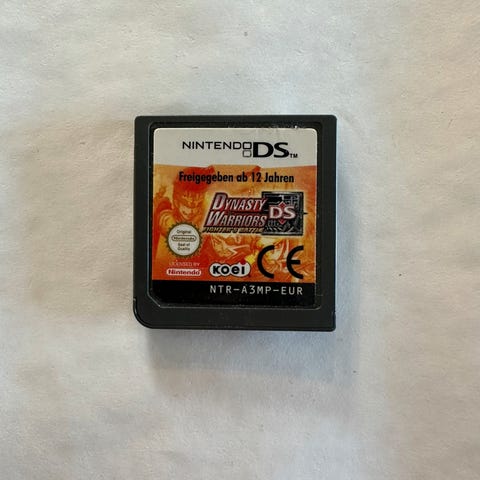 NINTENDO DS™
Freigegeben ab 12 Jahren
DYNASTY
WARRIORS
DS
FIGHTER'S BATTLE
Original
Nintendo
Seal of
Quality
LICENSED BY
Nintendo
KOEI
CE
NTR-A3MP-EUR